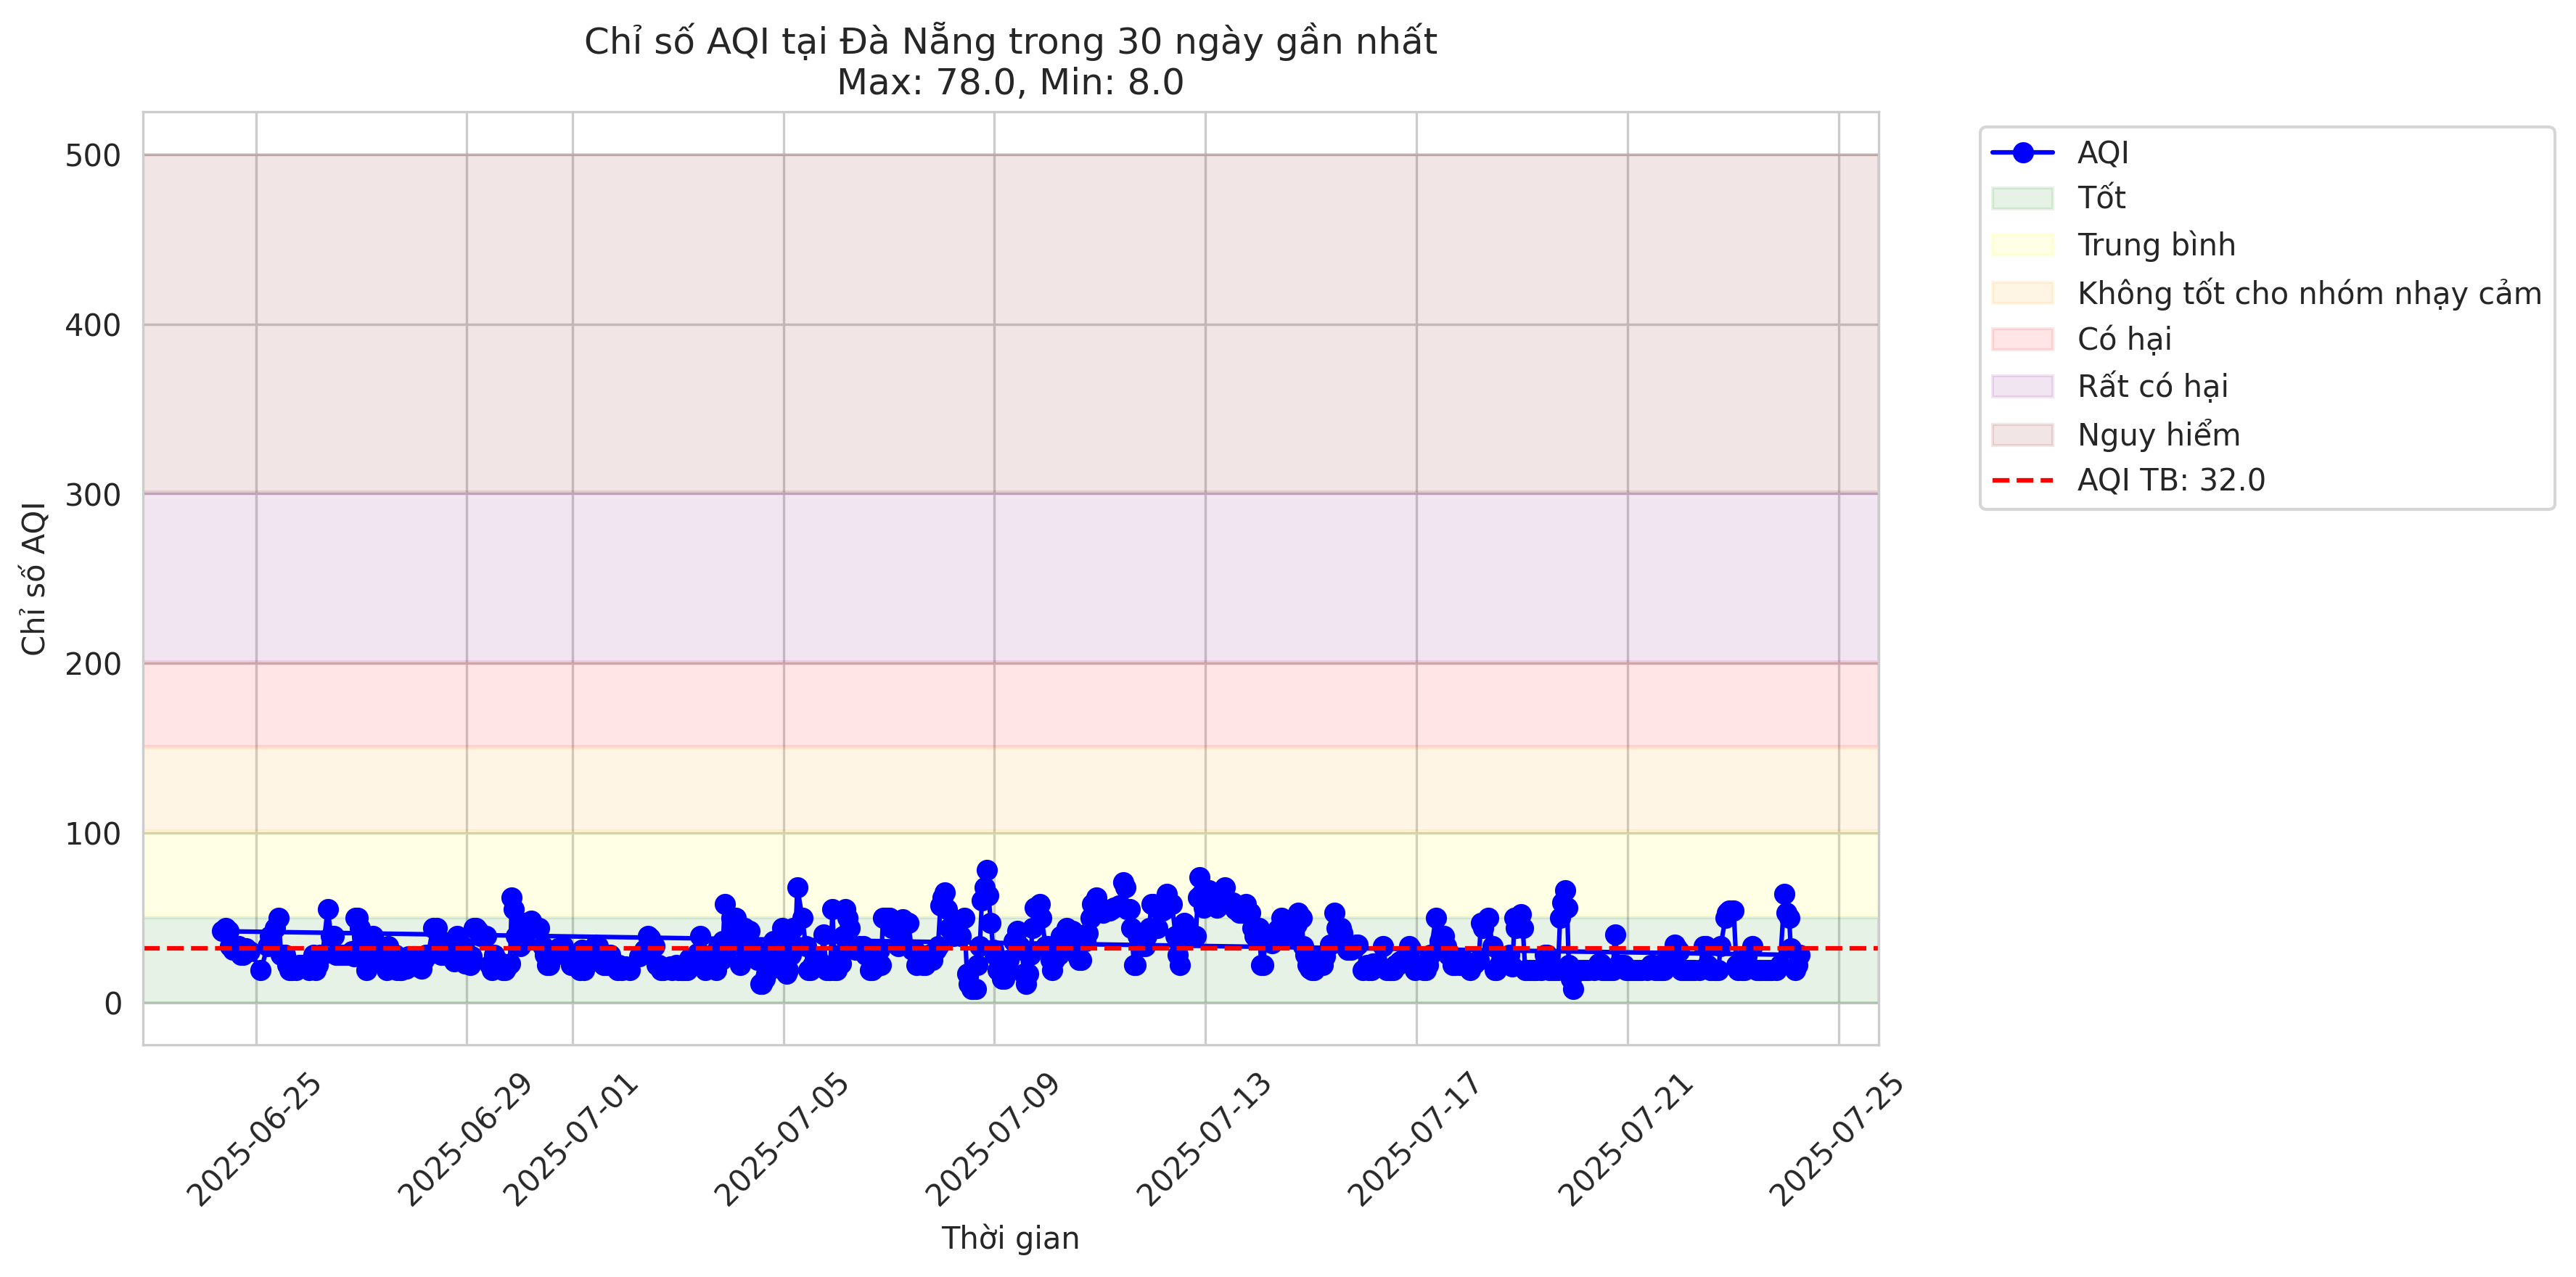 Chỉ số AQI tại Đà Nẵng trong 30 ngày gần nhất
Max: 78.0, Min: 8.0
Chỉ số AQI
500
400
300
200
100
0
2025-06-25
2025-06-29
2025-07-01
2025-07-05
2025-07-09
2025-07-13
2025-07-17
2025-07-21
2025-07-25
Thời gian
AQI
Tốt
Trung bình
Không tốt cho nhóm nhạy cảm
Có hại
Rất có hại
Nguy hiểm
AQI TB: 32.0